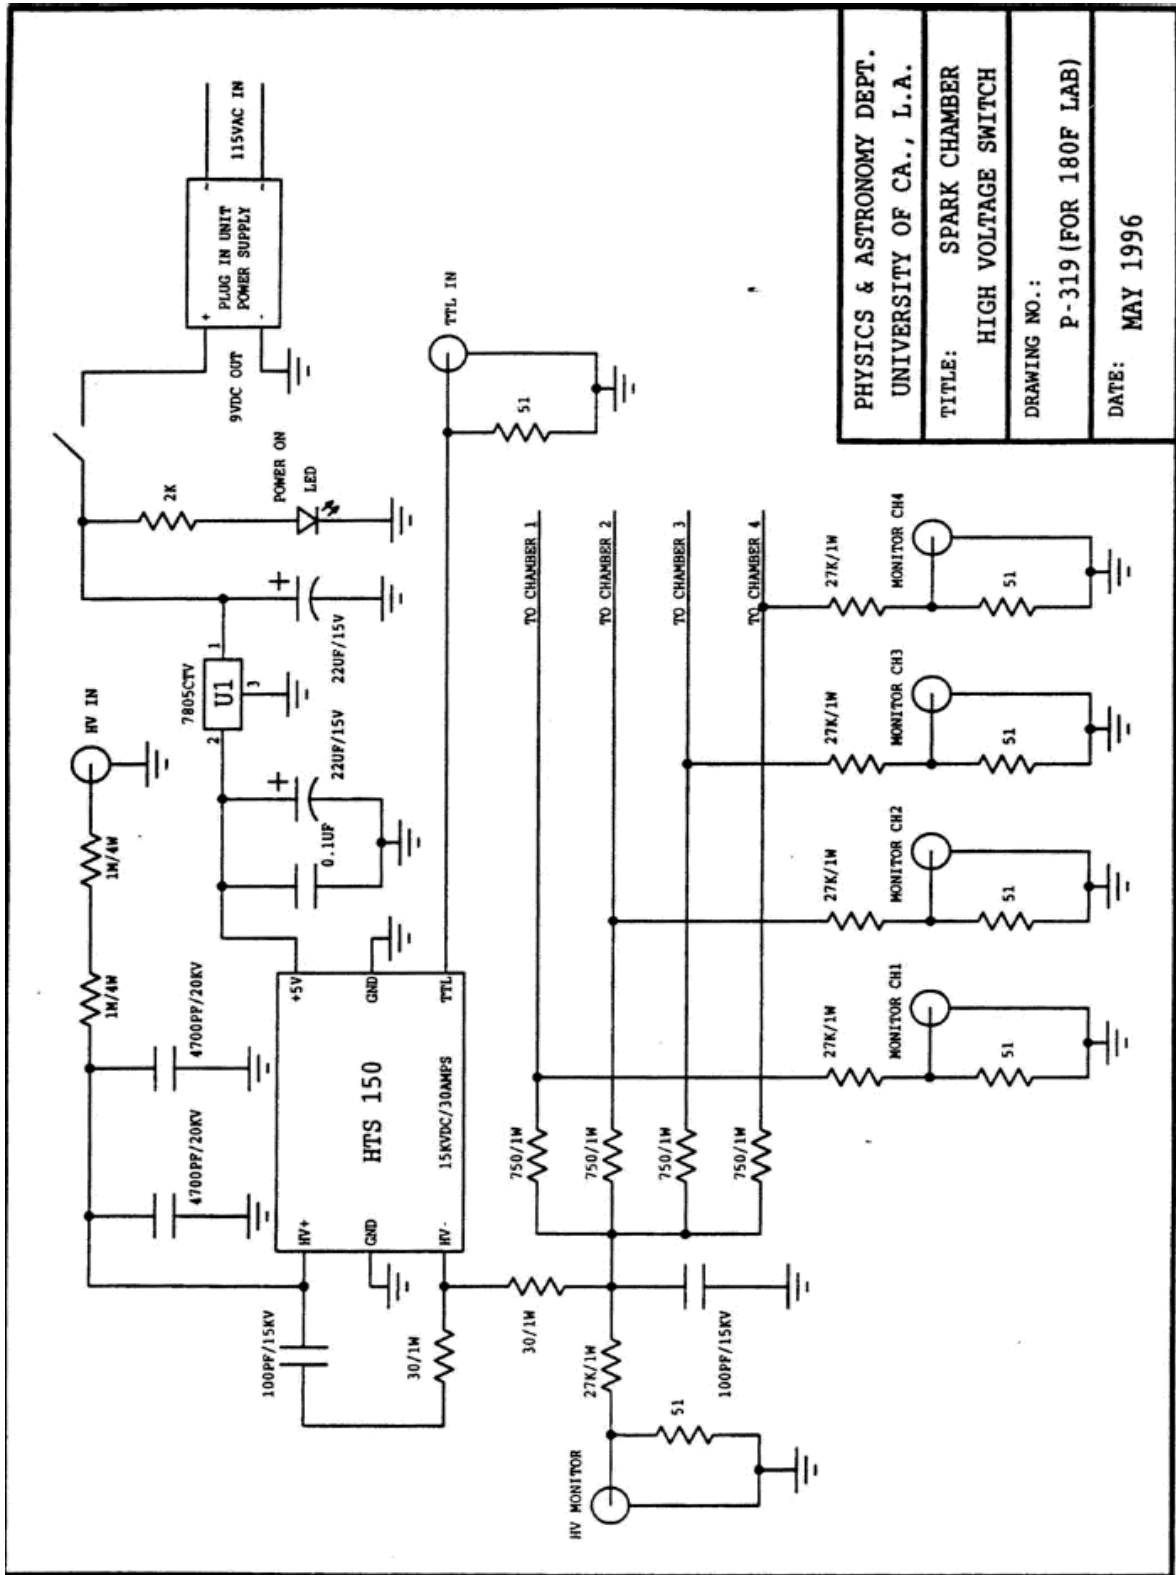 HV IN
1M/4W
1M/4W
4700PF/20KV
4700PF/20KV
7805CTV
2
U1
1
3
22UF/15V
22UF/15V
0.1UF
2K
POWER ON
LED
9VDC OUT
+
-
PLUG IN UNIT
POWER SUPPLY
~
~
115VAC IN
+
+
HV+
GND
HV-
HTS 150
15KVDC/30AMPS
+5V
GND
TTL
TTL IN
51
100PF/15KV
30/1W
30/1W
750/1W
750/1W
750/1W
750/1W
TO CHAMBER 1
TO CHAMBER 2
TO CHAMBER 3
TO CHAMBER 4
HV MONITOR
27K/1W
51
100PF/15KV
27K/1W
MONITOR CH1
51
27K/1W
MONITOR CH2
51
27K/1W
MONITOR CH3
51
27K/1W
MONITOR CH4
51
PHYSICS & ASTRONOMY DEPT.
UNIVERSITY OF CA., L.A.
TITLE: SPARK CHAMBER
HIGH VOLTAGE SWITCH
DRAWING NO.:
P-319(FOR 180F LAB)
DATE: MAY 1996